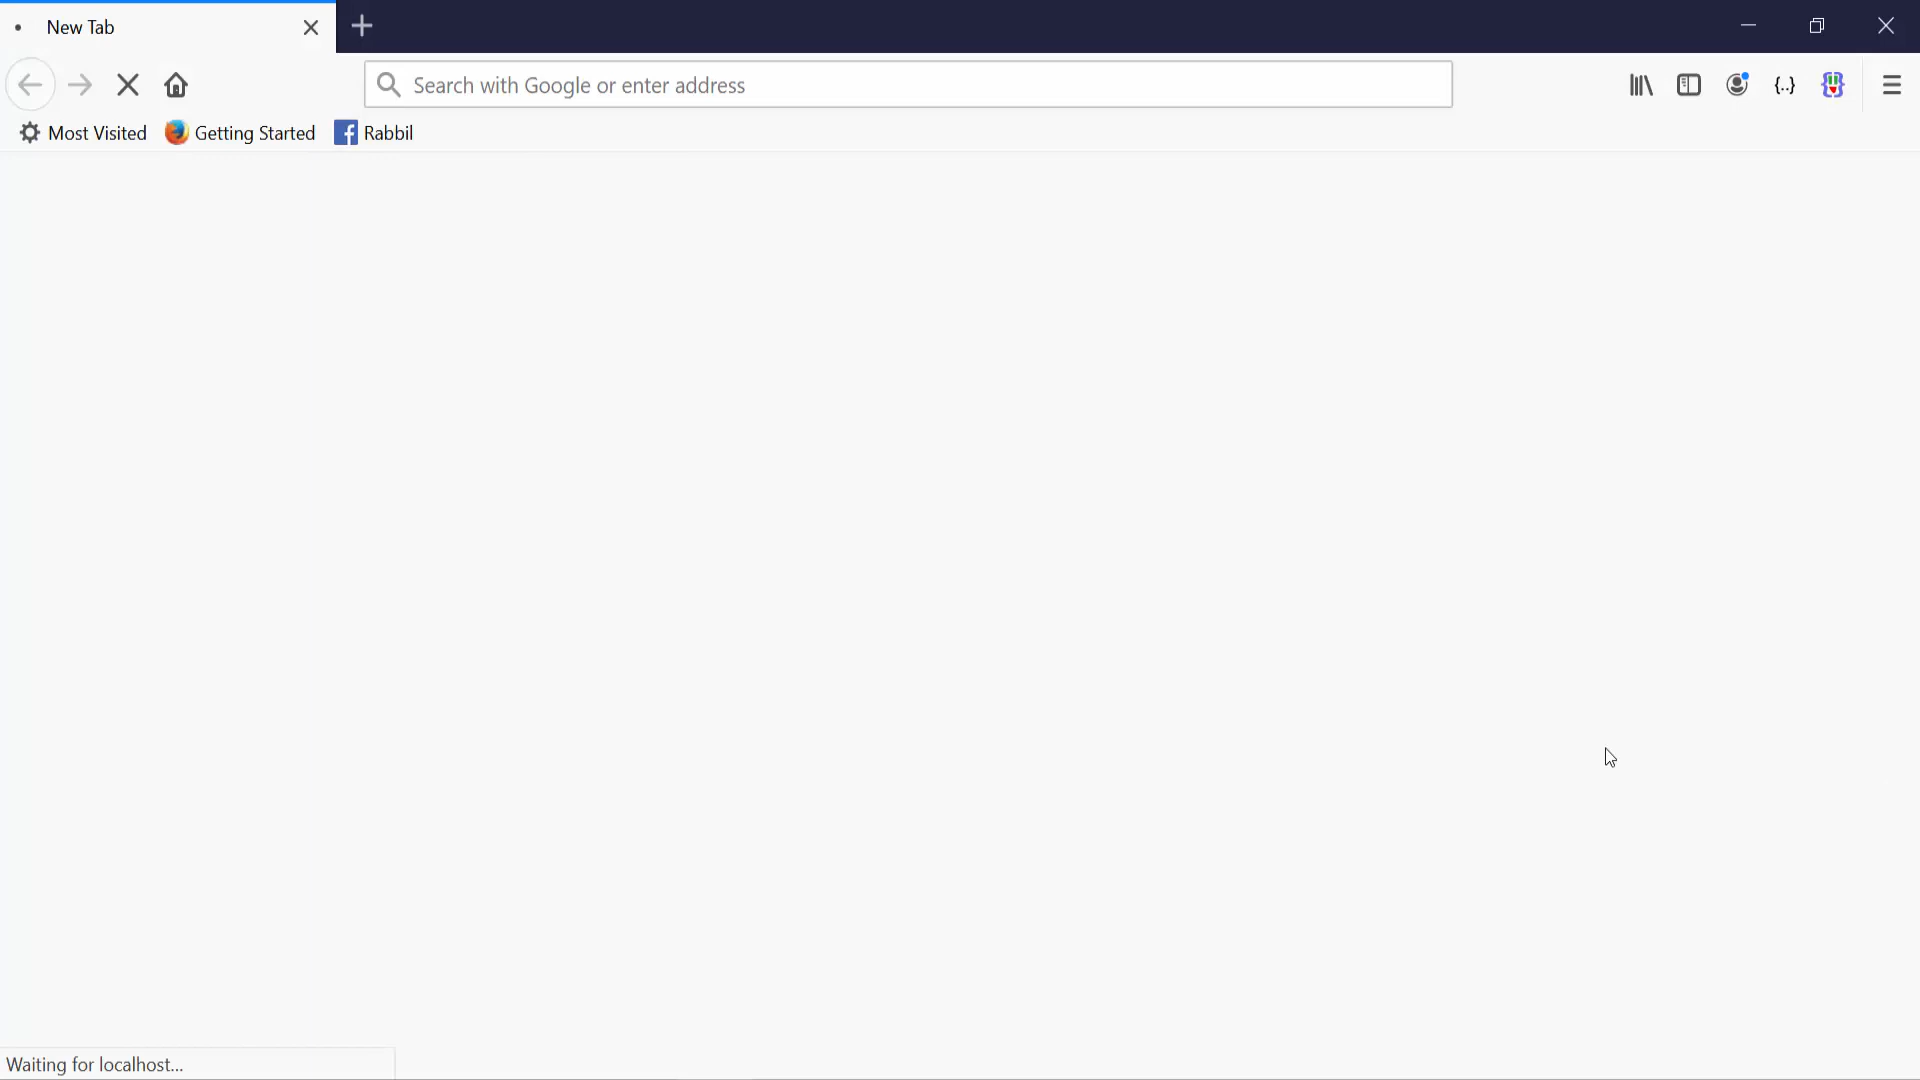 New Tab
Search with Google or enter address
Most Visited Getting Started Rabbil
Waiting for localhost...